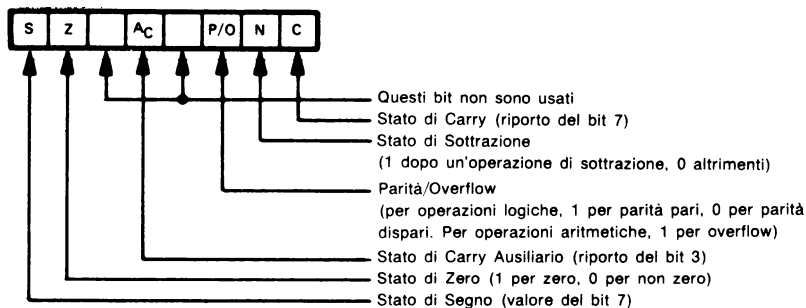 S Z A_C P/O N C
Questi bit non sono usati
Stato di Carry (riporto del bit 7)
Stato di Sottrazione
(1 dopo un'operazione di sottrazione, 0 altrimenti)
Parità/Overflow
(per operazioni logiche, 1 per parità pari, 0 per parità
dispari. Per operazioni aritmetiche, 1 per overflow)
Stato di Carry Ausiliario (riporto del bit 3)
Stato di Zero (1 per zero, 0 per non zero)
Stato di Segno (valore del bit 7)